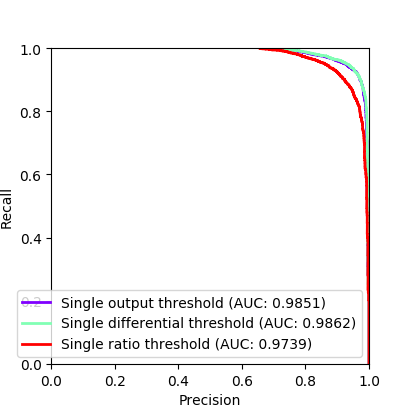 1.0
0.8
0.6
0.4
0.2
0.0
Recall
Single output threshold (AUC: 0.9851)
Single differential threshold (AUC: 0.9862)
Single ratio threshold (AUC: 0.9739)
0.0 0.2 0.4 0.6 0.8 1.0
Precision